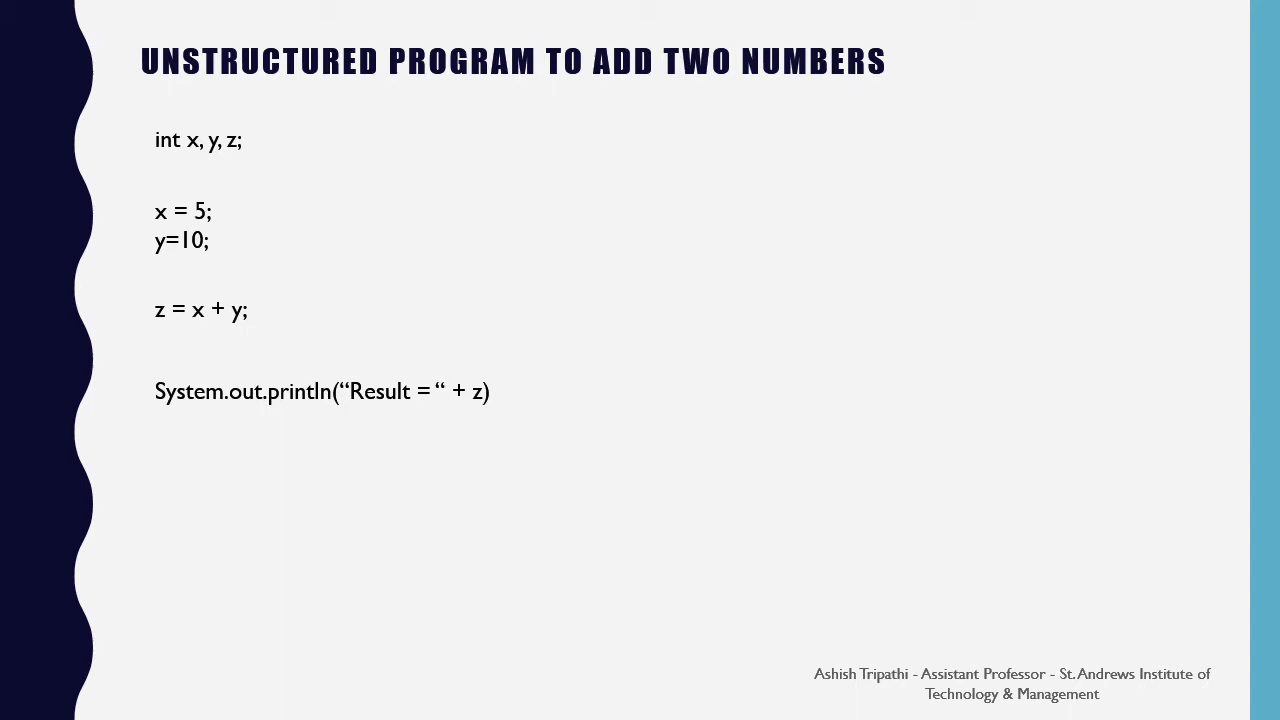 UNSTRUCTURED PROGRAM TO ADD TWO NUMBERS
int x, y, z;
x = 5;
y=10;
z = x + y;
System.out.println(“Result = “ + z)
Ashish Tripathi - Assistant Professor - St. Andrews Institute of
Technology & Management